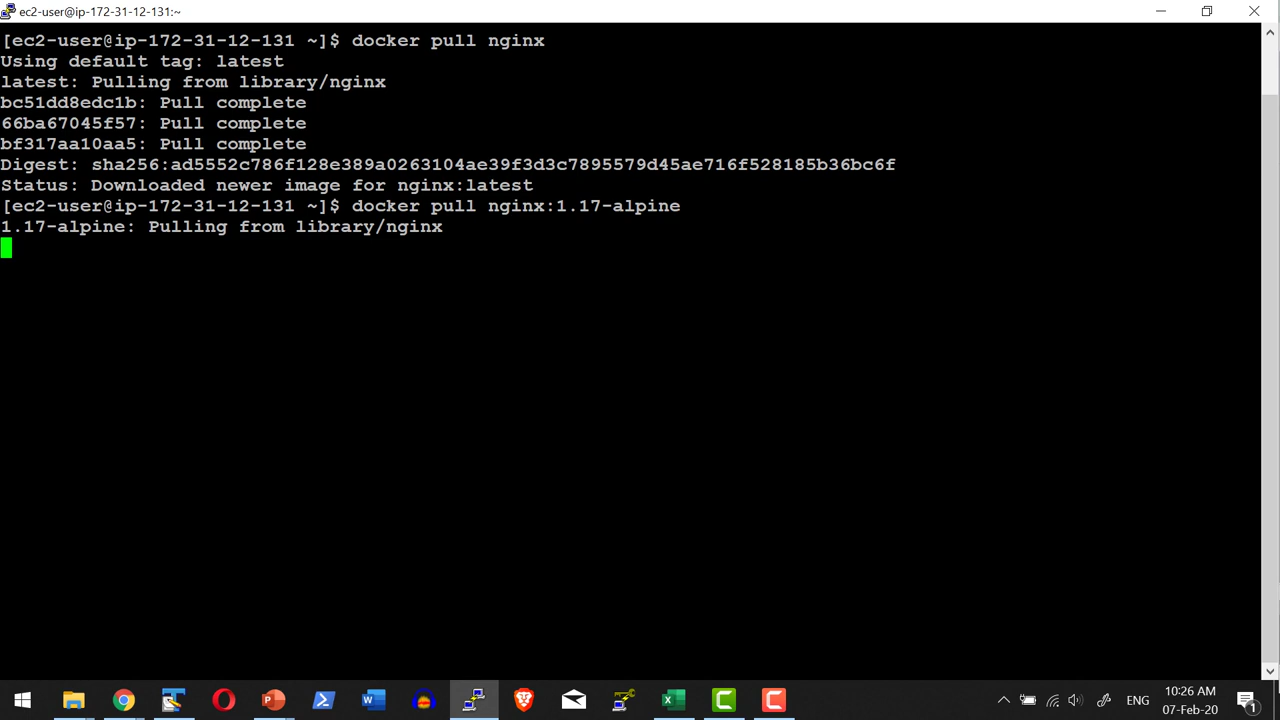 ec2-user@ip-172-31-12-131:~
[ec2-user@ip-172-31-12-131 ~]$ docker pull nginx
Using default tag: latest
latest: Pulling from library/nginx
bc51dd8edc1b: Pull complete
66ba67045f57: Pull complete
bf317aa10aa5: Pull complete
Digest: sha256:ad5552c786f128e389a0263104ae39f3d3c7895579d45ae716f528185b36bc6f
Status: Downloaded newer image for nginx:latest
[ec2-user@ip-172-31-12-131 ~]$ docker pull nginx:1.17-alpine
1.17-alpine: Pulling from library/nginx
ENG
10:26 AM
07-Feb-20
1